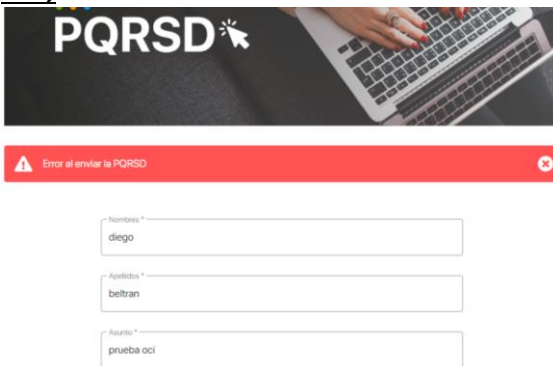 PQRSD
Error al enviar la PQRSD
Nombres *
diego
Apellidos *
beltran
Asunto *
prueba oci